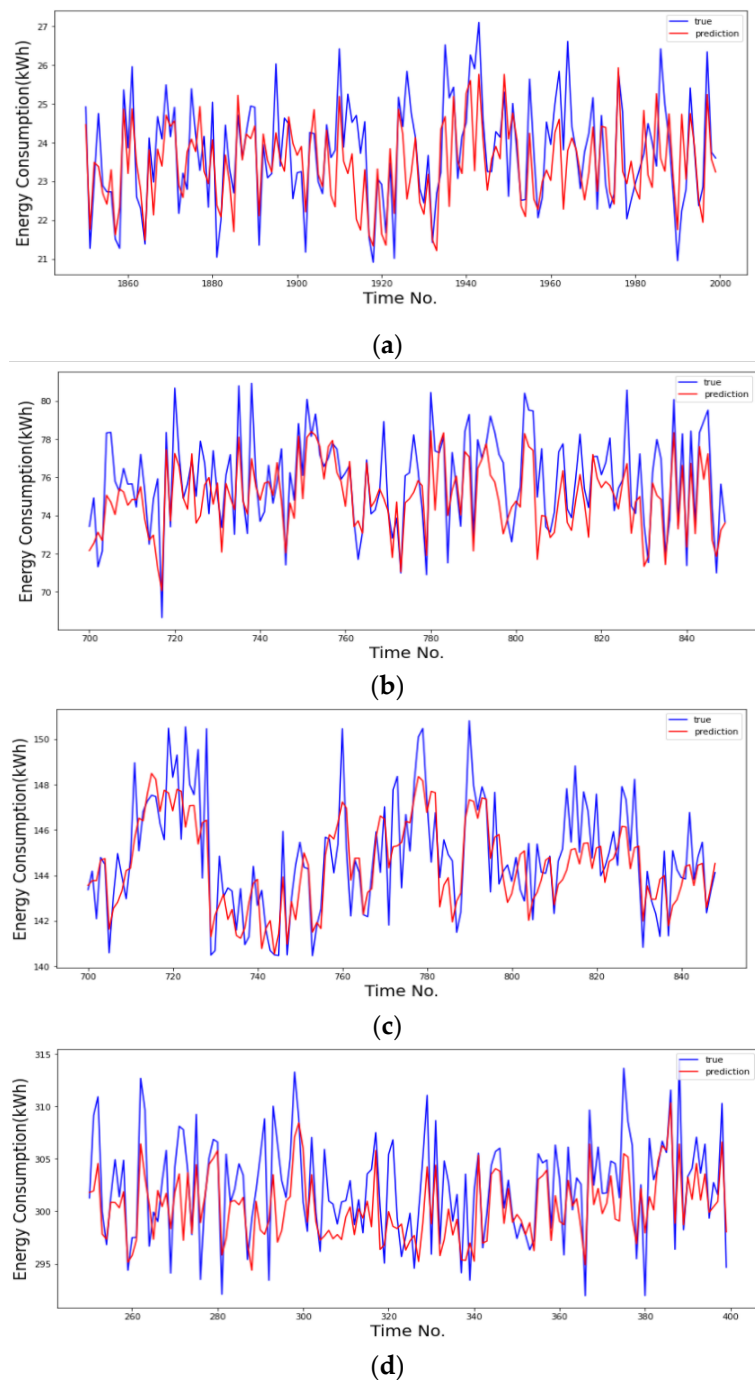 27
26
25
24
23
22
21
Energy Consumption(kWh)
true
prediction
1860 1880 1900 1920 1940 1960 1980 2000
Time No.
(a)
80
78
76
74
72
70
Energy Consumption(kWh)
true
prediction
700 720 740 760 780 800 820 840
Time No.
(b)
150
148
146
144
142
140
Energy Consumption(kWh)
true
prediction
700 720 740 760 780 800 820 840
Time No.
(c)
315
310
305
300
295
Energy Consumption(kWh)
true
prediction
260 280 300 320 340 360 380 400
Time No.
(d)